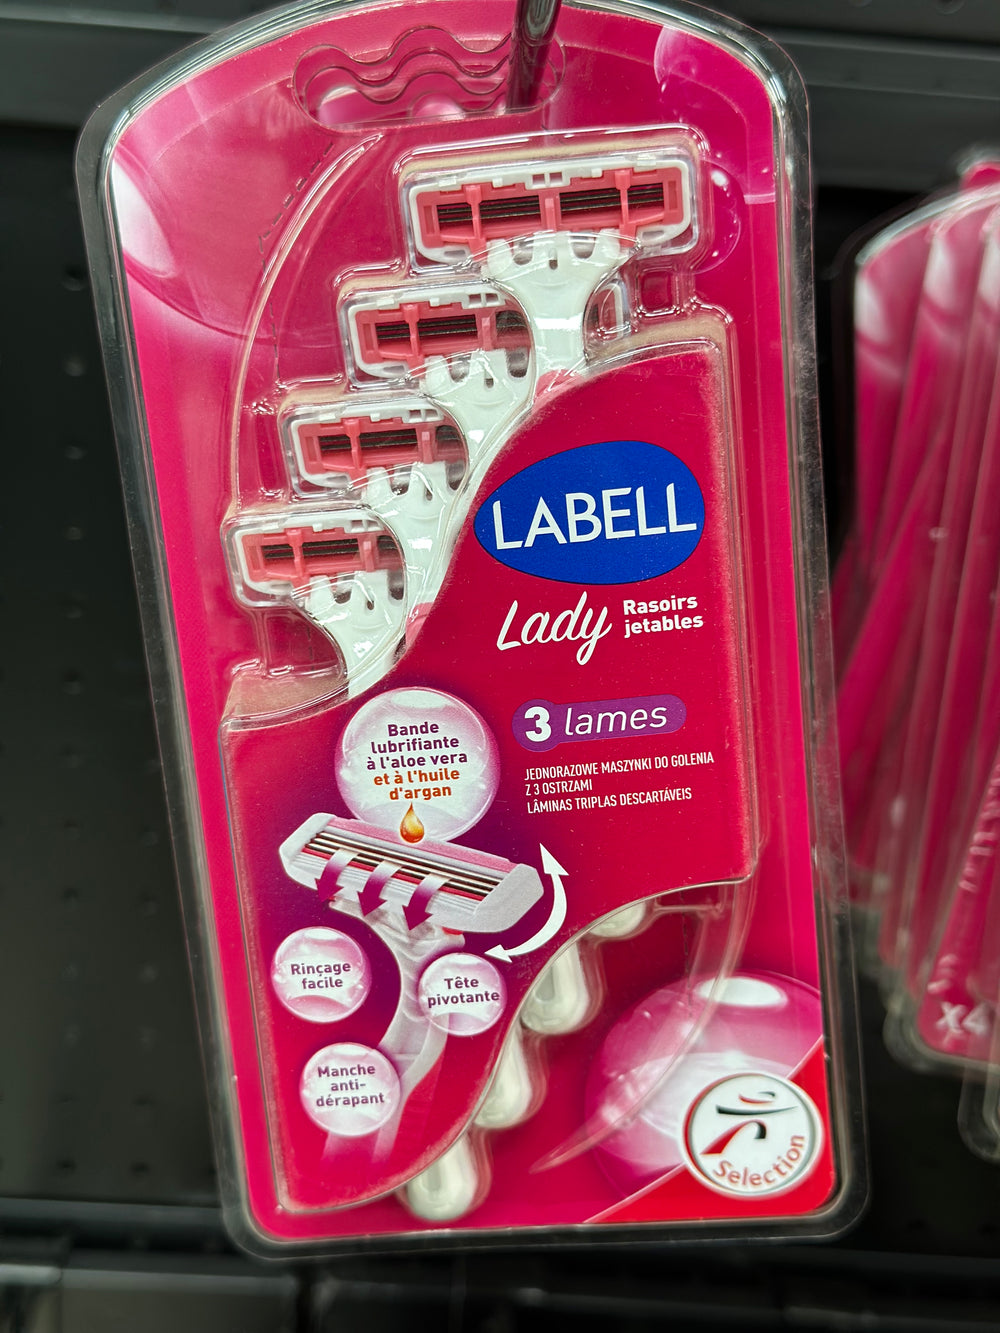 LABELL
Lady
Rasoirs
jetables
3 lames
JEDNORAZOWE MASZYNKI DO GOLENIA
Z 3 OSTRZAMI
LÂMINAS TRIPLAS DESCARTÁVEIS
Bande
lubrifiante
à l'aloe vera
et à l'huile
d'argan
Rinçage
facile
Tête
pivotante
Manche
anti-
dérapant
Selection
X4